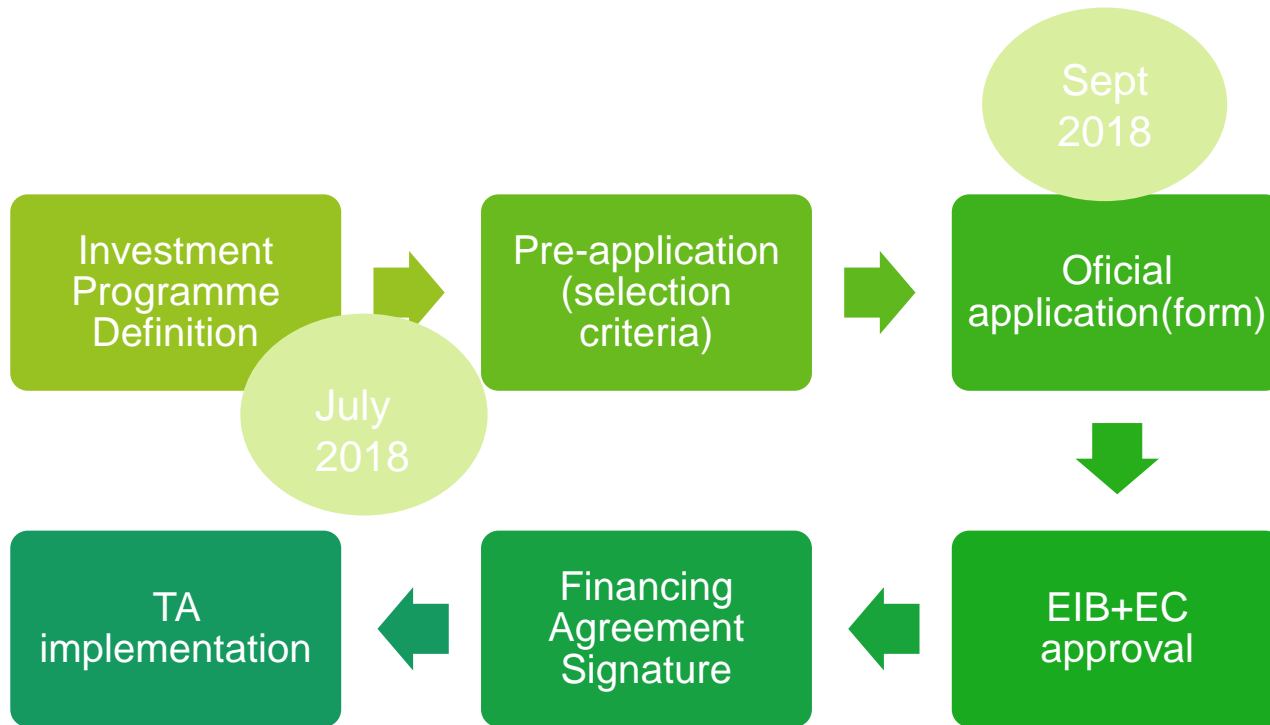 Sept
2018
Investment
Programme
Definition
Pre-application
(selection
criteria)
Oficial
application(form)
July
2018
TA
implementation
Financing
Agreement
Signature
EIB+EC
approval